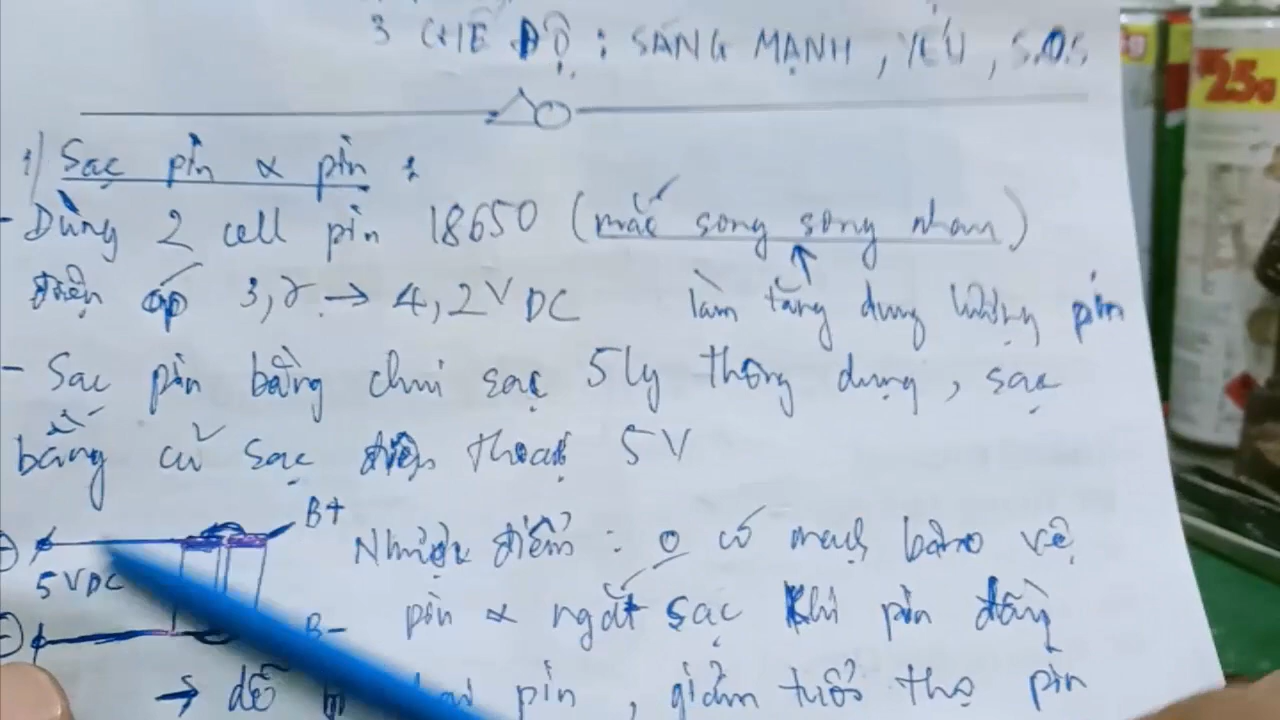 3 CHẾ ĐỘ : SÁNG MẠNH, YẾU, S.O.S
1) Sạc pin & pin :
- Dùng 2 cell pin 18650 (mắc song song nhau)
điện áp 3,7 → 4,2V DC làm tăng dung lượng pin
- Sạc pin bằng chui sạc 5ly thông dụng, sạc
bằng củ sạc điện thoại 5V
B+
Nhược điểm : o có mạch bảo vệ
5VDC
B- pin & ngắt sạc khi pin đầy
→ dễ pin, giảm tuổi thọ pin
25